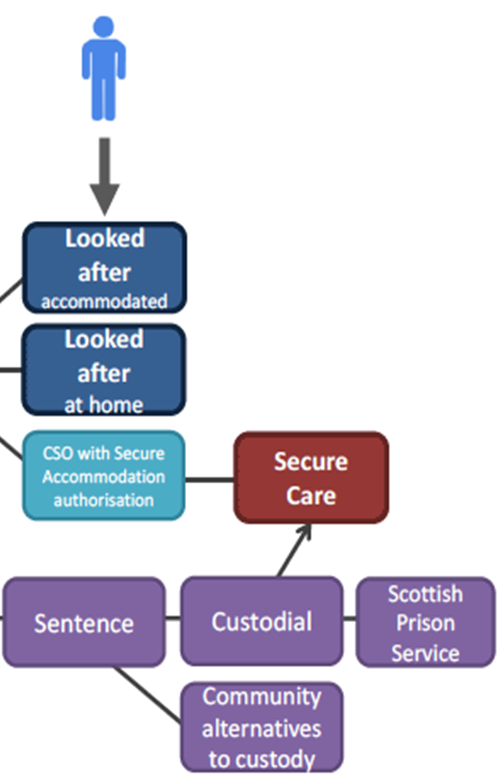 Looked
after
accommodated
Looked
after
at home
CSO with Secure
Accommodation
authorisation
Secure
Care
Sentence
Custodial
Scottish
Prison
Service
Community
alternatives
to custody